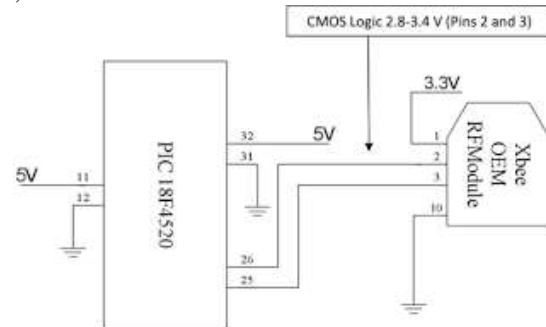 CMOS Logic 2.8-3.4 V (Pins 2 and 3)
3.3V
32
5V
1
31
2
5V
11
3
12
PIC 18F4520
Xbee
OEM
RFModule
10
26
25